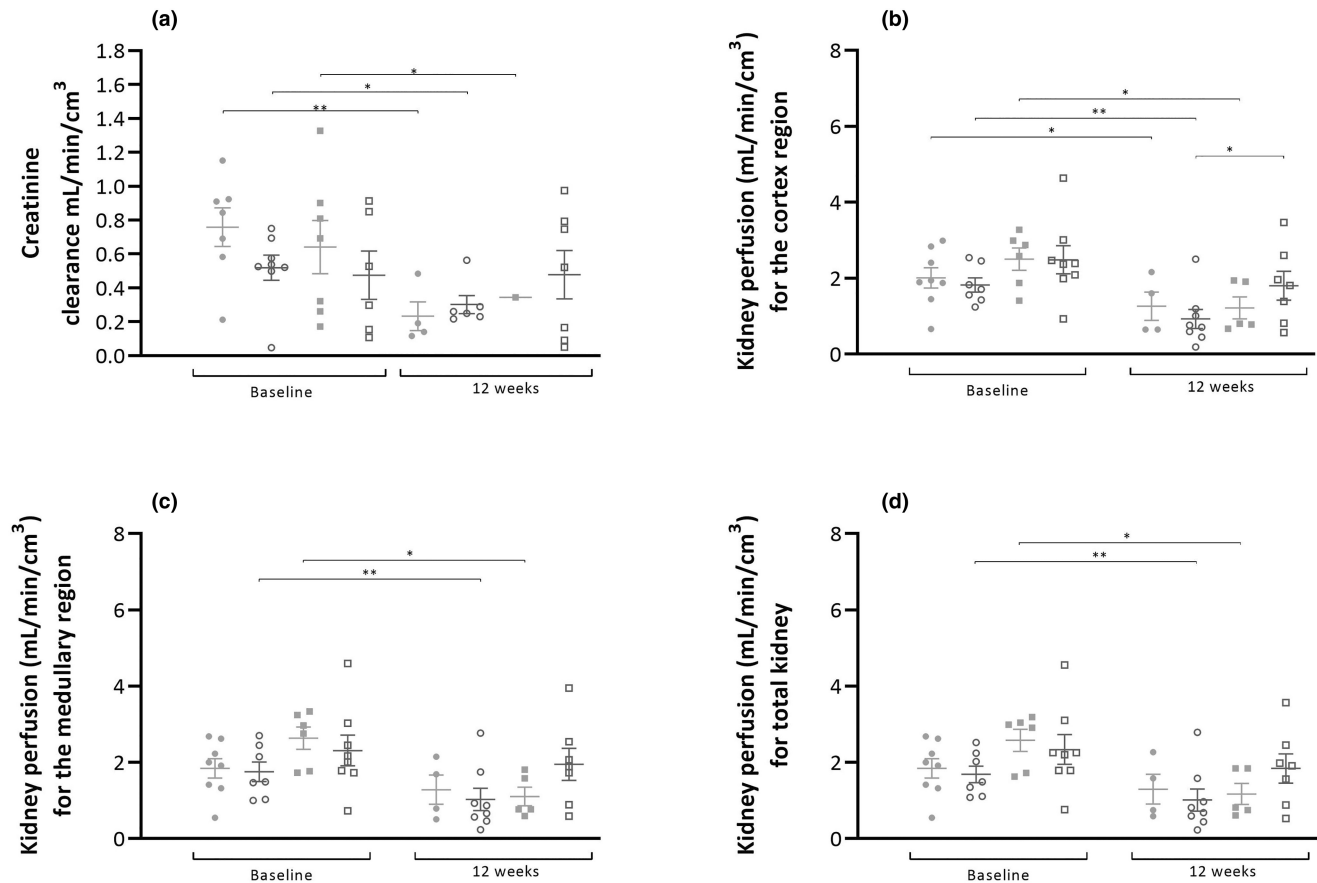 (a)
Creatinine
clearance mL/min/cm³
1.8
1.6
1.4
1.2
1.0
0.8
0.6
0.4
0.2
0.0
*
*
**
Baseline
12 weeks
(b)
Kidney perfusion (mL/min/cm³)
for the cortex region
8
6
4
2
0
*
**
*
*
Baseline
12 weeks
(c)
Kidney perfusion (mL/min/cm³)
for the medullary region
8
6
4
2
0
*
**
Baseline
12 weeks
(d)
Kidney perfusion (mL/min/cm³)
for total kidney
8
6
4
2
0
*
**
Baseline
12 weeks